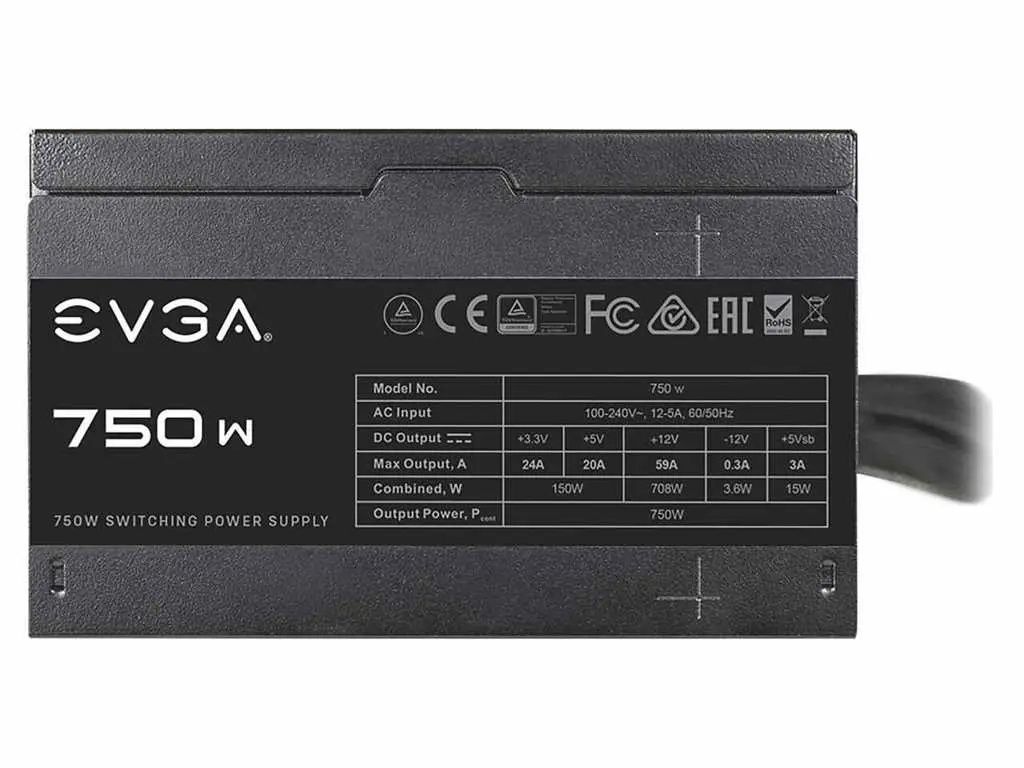 EVGA®
CE FC EAC RoHS
750 W
Model No. 750 w
AC Input 100-240V~, 12-5A, 60/50Hz
DC Output +3.3V +5V +12V -12V +5Vsb
Max Output, A 24A 20A 59A 0.3A 3A
Combined, W 150W 708W 3.6W 15W
Output Power, P cont 750W
750W SWITCHING POWER SUPPLY